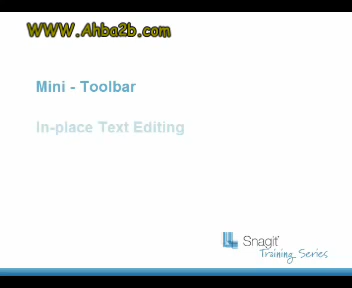 WWW.Ahba2b.com
Mini - Toolbar
In-place Text Editing
Snagit
Training Series